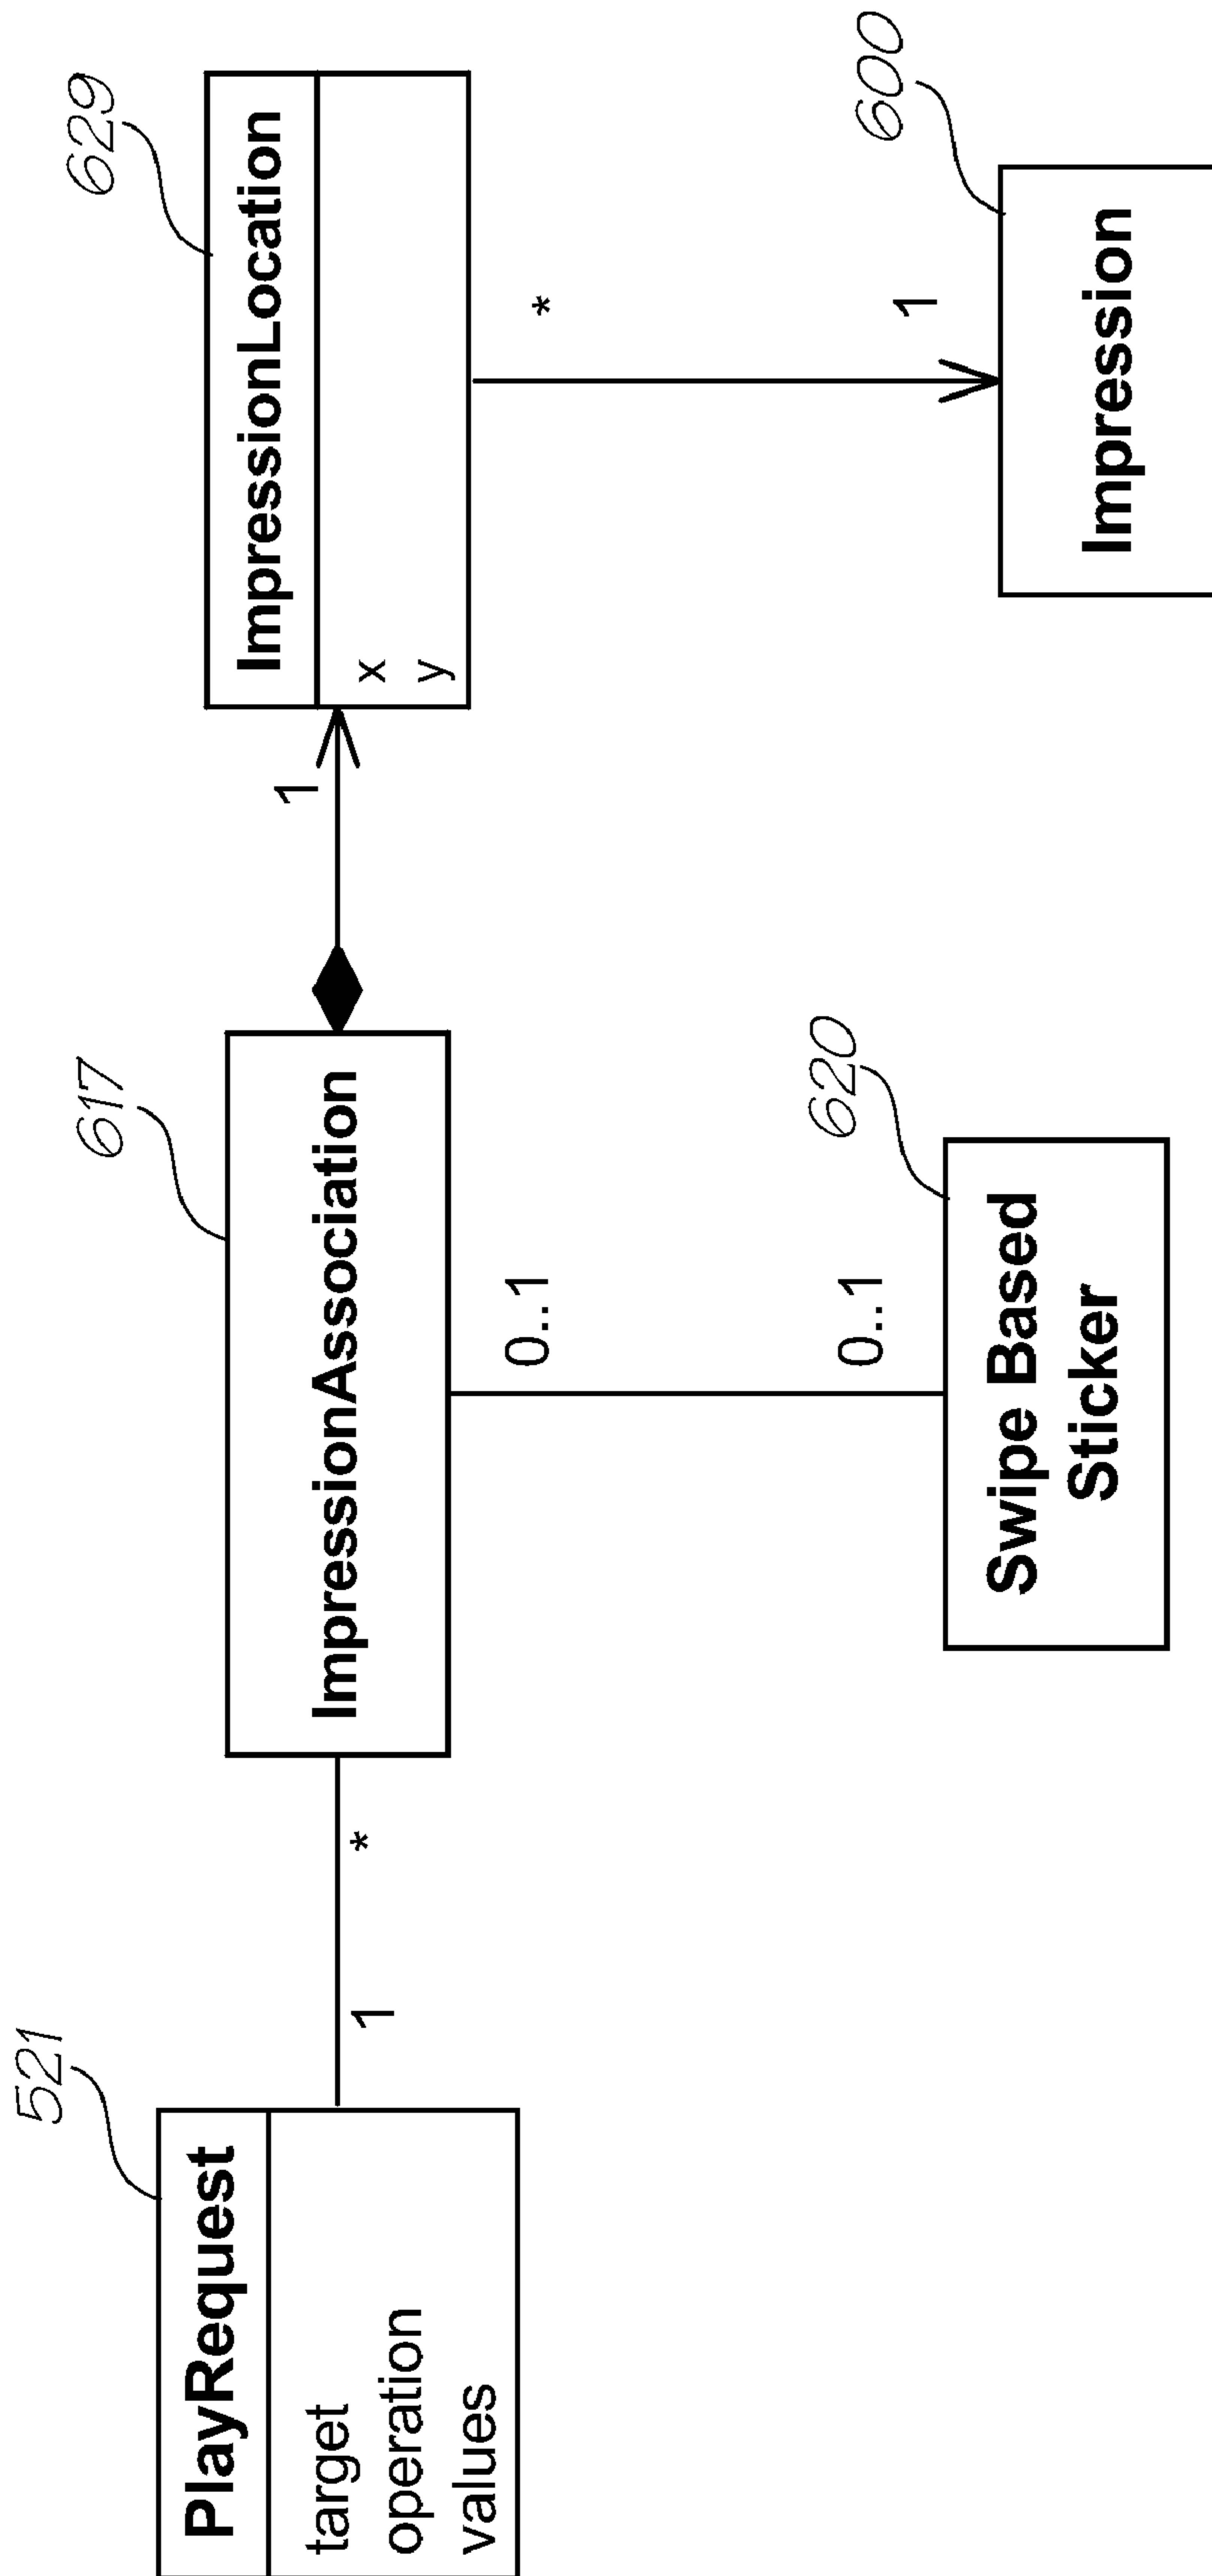 521
PlayRequest
target
operation
values
1
*
617
ImpressionAssociation
1
0..1
0..1
620
Swipe Based
Sticker
629
ImpressionLocation
x
y
*
1
600
Impression